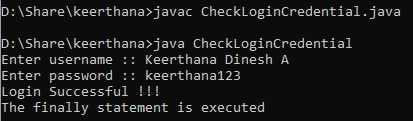 D:\Share\keerthana>javac CheckLoginCredential.java
D:\Share\keerthana>java CheckLoginCredential
Enter username :: Keerthana Dinesh A
Enter password :: keerthana123
Login Successful !!!
The finally statement is executed